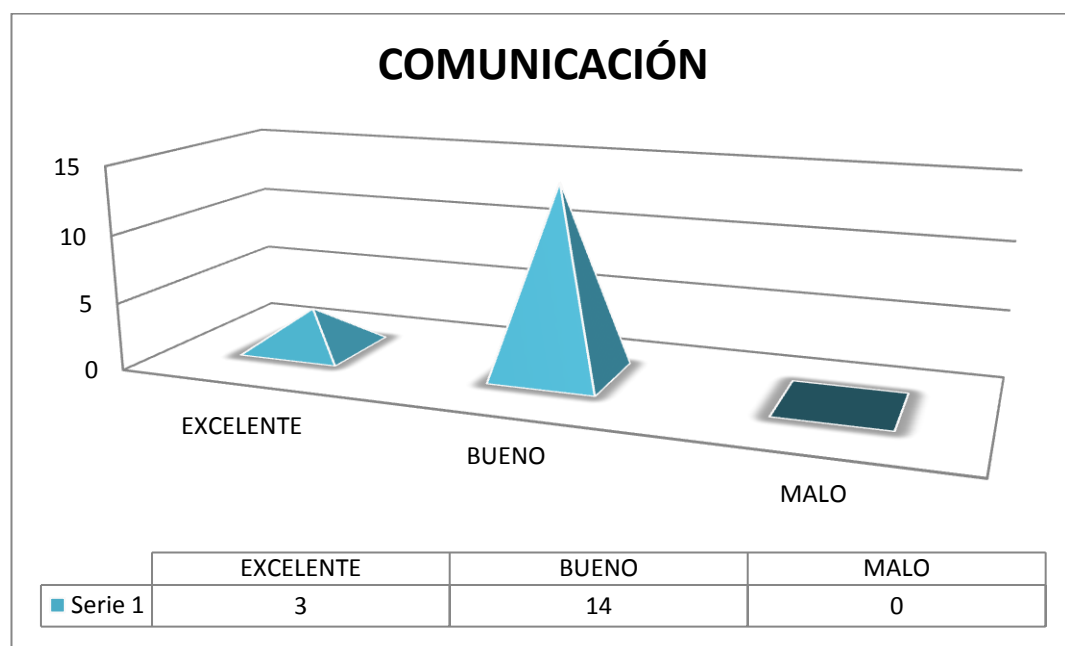 COMUNICACIÓN
15
10
5
0
EXCELENTE
BUENO
MALO
EXCELENTE BUENO MALO
Serie 1 3 14 0